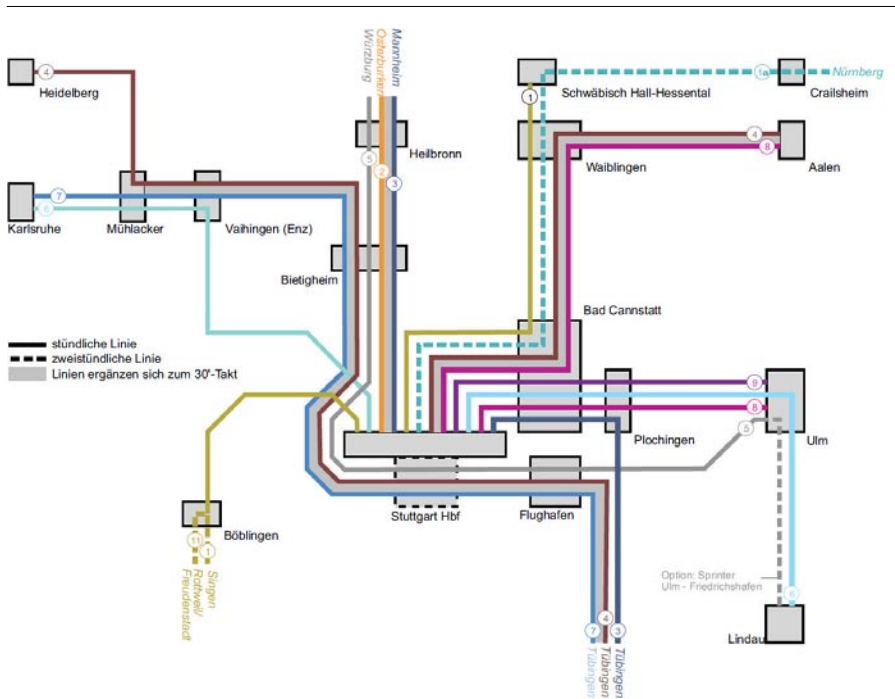 Würzburg
Osterburken
Mannheim
4
Heidelberg
1
Schwäbisch Hall-Hessental
1a
Nürnberg
Crailsheim
5
2
3
Heilbronn
Waiblingen
4
8
Aalen
7
6
Karlsruhe
Mühlacker
Vaihingen (Enz)
Bietigheim
Bad Cannstatt
stündliche Linie
zweistündliche Linie
Linien ergänzen sich zum 30'-Takt
9
8
5
Plochingen
Ulm
Stuttgart Hbf
Flughafen
Böblingen
11
1
Singen
Rottweil/
Freudenstadt
Option: Sprinter
Ulm - Friedrichshafen
6
Lindau
7
4
3
Tübingen
Tübingen
Tübingen